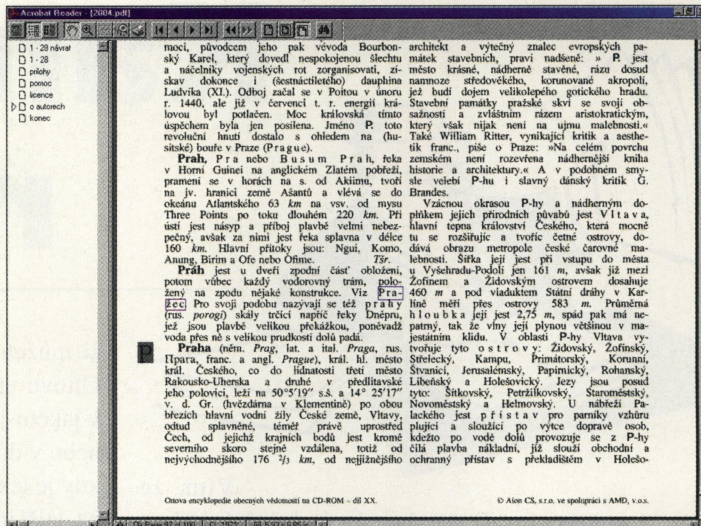 Acrobat Reader - [2004.pdf]
1 - 28 návrat
1 - 28
prilohy
pomoc
licence
o autorech
konec
moci, původcem jeho pak vévoda Bourbon-
ský Karel, který dovedl nespokojenou šlechtu
a náčelníky vojenských rot zorganisovati, zí-
skav dokonce i (šestnáctiletého) dauphina
Ludvíka (XI.). Odboj začal se v Poitou v únoru
r. 1440, ale již v červenci t. r. energií krá-
lovou byl potlačen. Moc královská tímto
úspěchem byla jen posílena. Jméno P. toto
revoluční hnutí dostalo s ohledem na (hu-
sitské) bouře v Praze (Prague).
Prah, Pra nebo Busum Prah, řeka
v Horní Guinei na anglickém Zlatém pobřeží,
pramení se v horách na s. od Akiimu, tvoří
na jv. hranici země Ašantů a vlévá se do
okeánu Atlantského 63 km na vsv. od mysu
Three Points po toku dlouhém 220 km. Při
ústí jest násyp a příboj plavbě velmi nebez-
pečný, avšak za nimi jest řeka splavna v délce
160 km. Hlavní přítoky jsou: Ngui, Komo,
Anung, Birim a Ofe nebo Ofime. Tšr.
Práh jest u dveří zpodní část' obložení,
potom vůbec každý vodorovný trám, polo-
žený na zpodu nějaké konstrukce. Viz Pra-
žec. Pro svoji podobu nazývají se též prahy
(rus. porogi) skály trčící napříč řeky Dněpru,
jež jsou plavbě velikou překážkou, poněvadž
voda přes ně s velikou prudkostí dolů padá.
P
Praha (něm. Prag, lat. a ital. Praga, rus.
Прага, franc. a angl. Prague), král. hl. město
král. Českého, co do lidnatosti třetí město
Rakousko-Uherska a druhé v předlitavské
jeho polovici, leží na 50°5'19" s.š. a 14° 25'17"
v. d. Gr. (hvězdárna v Klementině) po obou
březích hlavní vodní žíly České země, Vltavy,
odtud splavněné, téměř právě uprostřed
Čech, od jejichž krajních bodů jest kromě
severního skoro stejně vzdálena, totiž od
nejvýchodnějšího 176 2/3 km, od nejjižnějšího
architekt a výtečný znalec evropských pa-
mátek stavebních, praví nadšeně: » P. jest
město krásné, nádherně stavěné, rázu dosud
namnoze středověkého, korunované akropolí,
jež budí dojem velikolepého gotického hradu.
Stavební památky pražské skví se svojí ob-
sažností a zvláštním rázem aristokratickým,
který však nijak není na ujmu malebnosti.«
Také William Ritter, vynikající kritik a aesthe-
tik franc., píše o Praze: »Na celém povrchu
zemském není rozevřena nádhernější kniha
historie a architektury.« A v podobném smy-
sle velebí P-hu i slavný dánský kritik G.
Brandes.
Vzácnou okrasou P-hy a nádherným do-
plňkem jejích přírodních půvabů jest Vltava,
hlavní tepna království Českého, která mocně
tu se rozšiřujíc a tvoříc četné ostrovy, do-
dává obrazu metropole české čarovné ma-
lebnosti. Šířka její jest při vstupu do města
u Vyšehradu-Podolí jen 161 m, avšak již mezi
Žofínem a Židovským ostrovem dosahuje
460 m a pod viaduktem Státní dráhy v Kar-
líně měří přes ostrovy 583 m. Průměrná
hloubka její jest 2,75 m, spád pak má ne-
patrný, tak že vlny její plynou většinou v ma-
jestátním klidu. V oblasti P-hy Vltava vy-
tvořuje tyto ostrovy: Židovský, Žofínský,
Střelecký, Kampu, Primátorský, Korunní,
Štvanici, Jerusalémský, Papírnický, Rohanský,
Libeňský a Holešovický. Jezy jsou posud
tyto: Šítkovský, Petržilkovský, Staroměstský,
Novoměstský a Helmovský. U nábřeží Pa-
lackého jest přístav pro parníky vzhůru
plující a sloužící po výtce dopravě osob,
kdežto po vodě dolů provozuje se z P-hy
čilá plavba nákladní, jíž slouží obchodní a
ochranný přístav s překladištěm v Holešo-
Ottova encyklopedie obecných vědomostí na CD-ROM – díl XX.
© Aion CS, s.r.o. ve spolupráci s AMD, v.o.s.